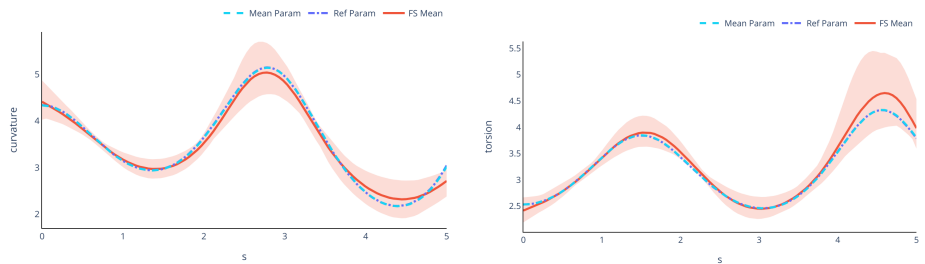 Mean Param Ref Param FS Mean
curvature
5
4
3
2
0 1 2 3 4 5
s
Mean Param Ref Param FS Mean
torsion
5.5
5
4.5
4
3.5
3
2.5
0 1 2 3 4 5
s